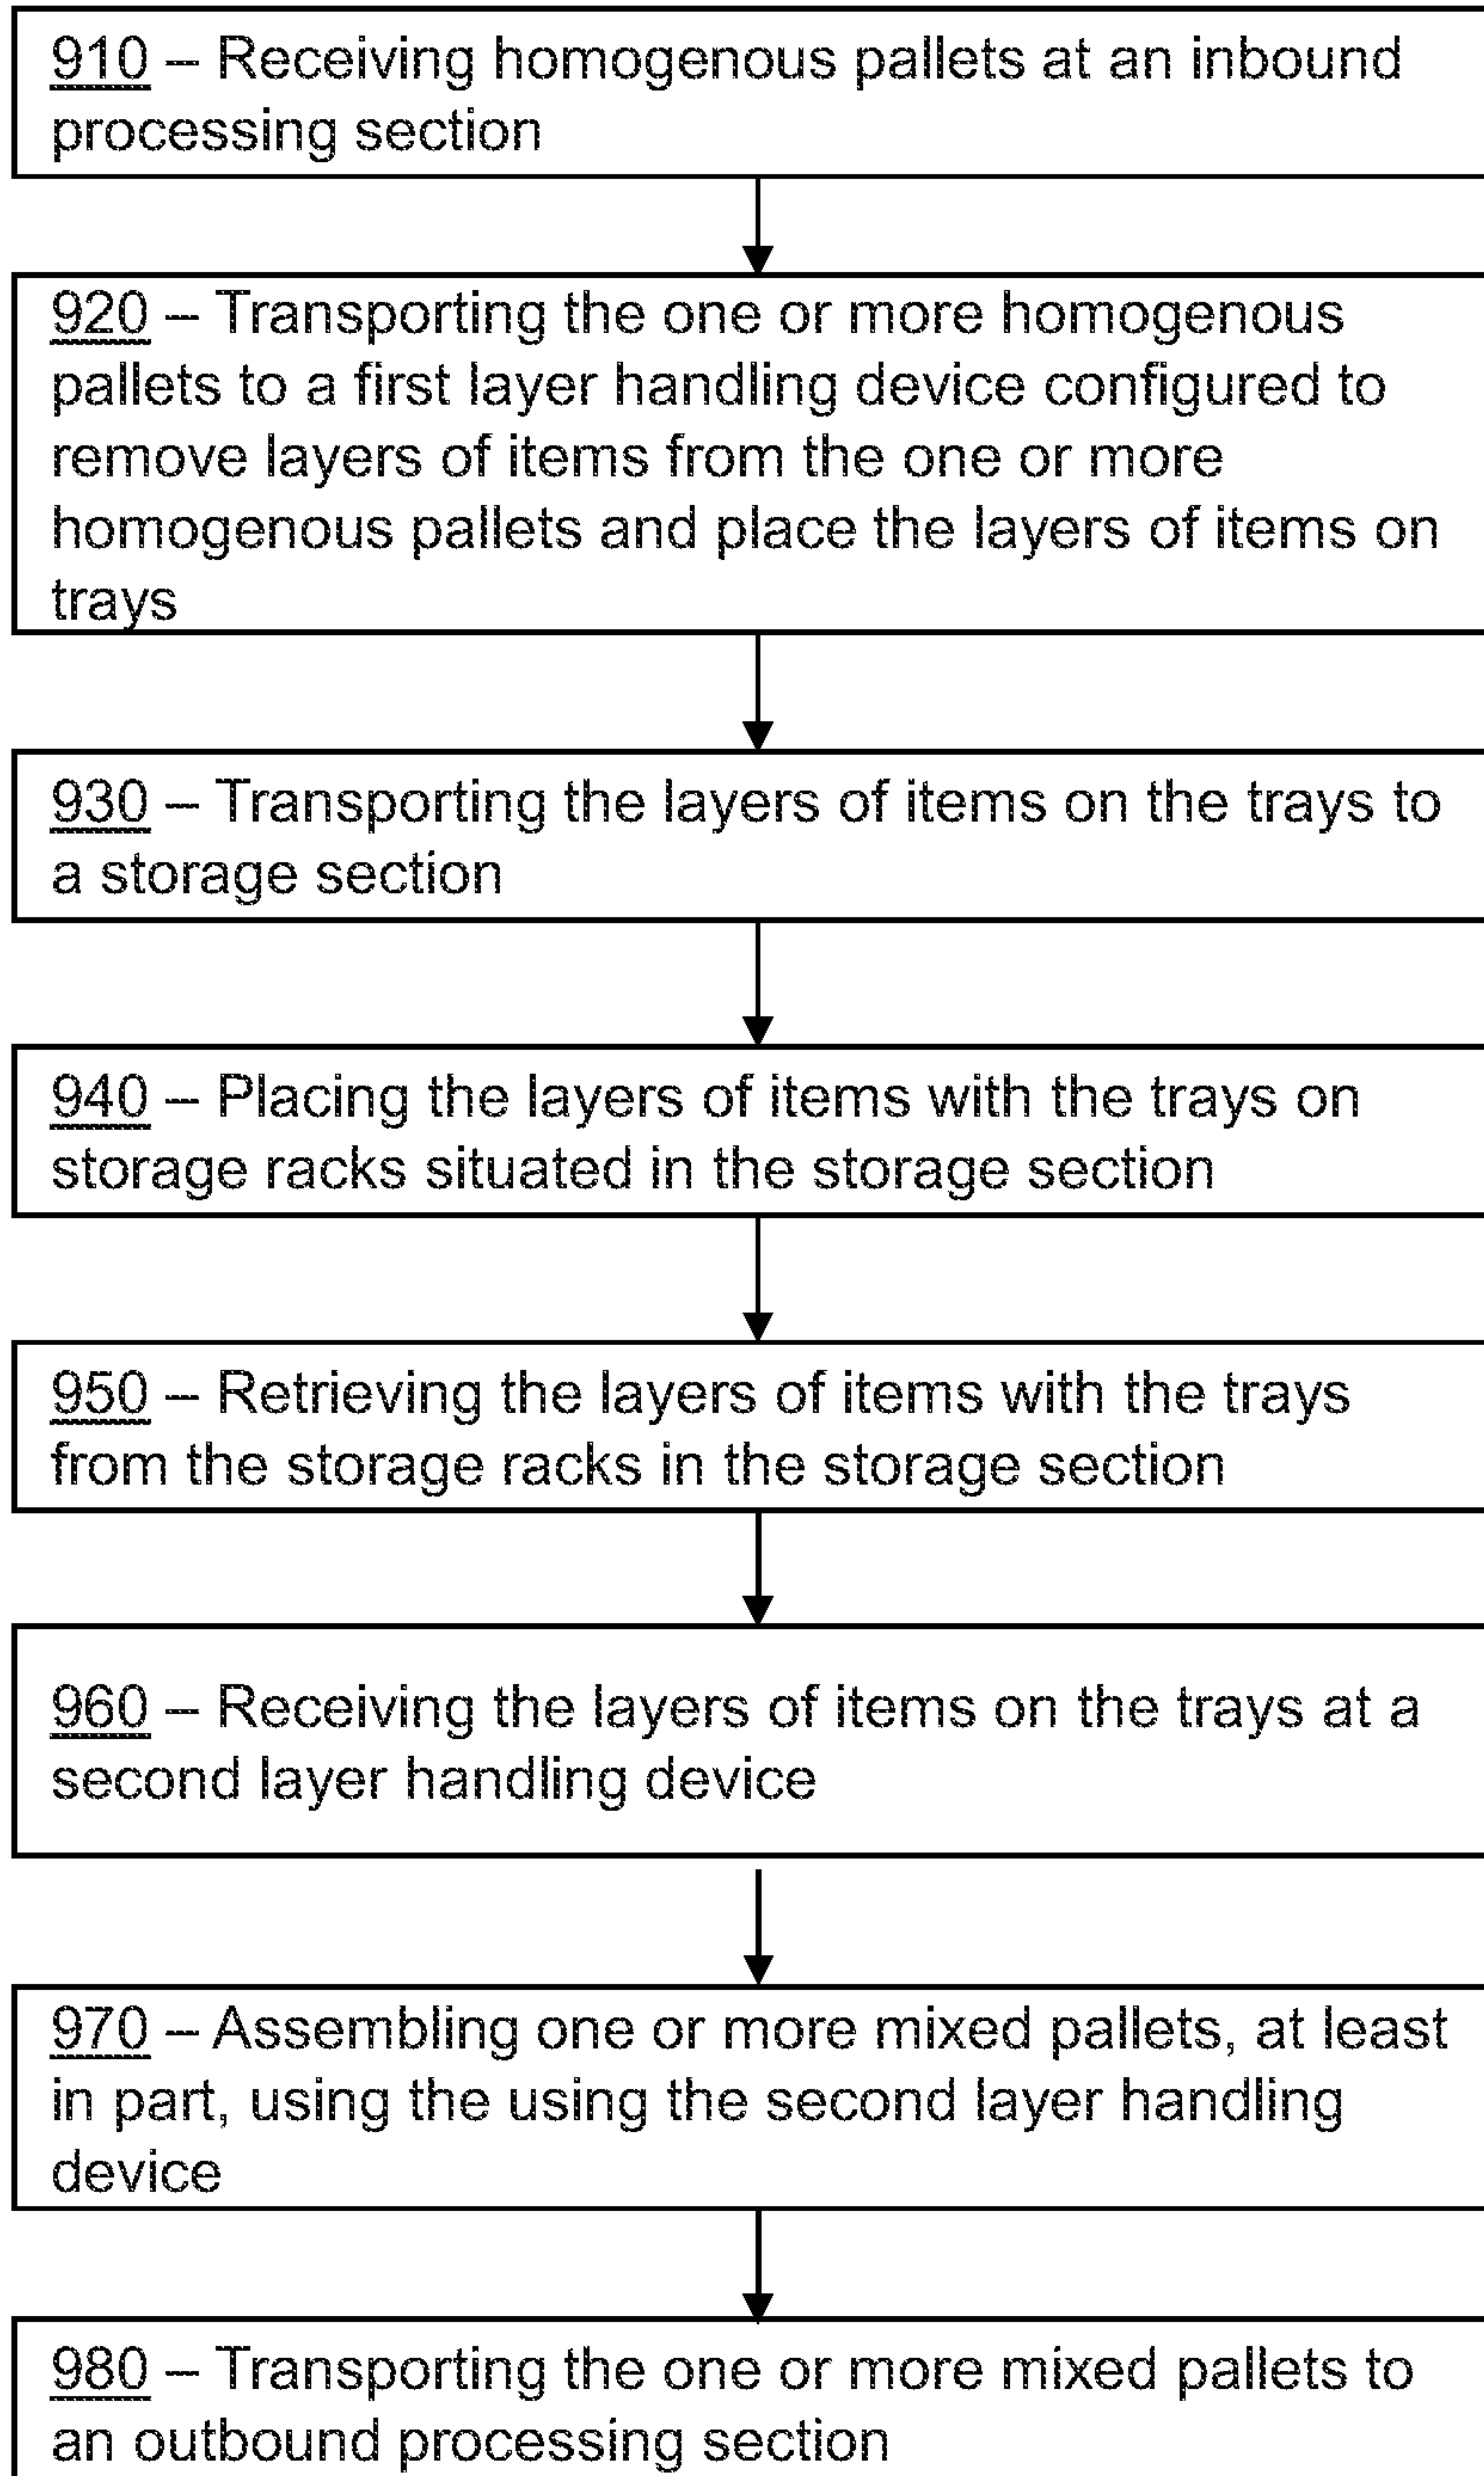 910 – Receiving homogenous pallets at an inbound
processing section
920 – Transporting the one or more homogenous
pallets to a first layer handling device configured to
remove layers of items from the one or more
homogenous pallets and place the layers of items on
trays
930 – Transporting the layers of items on the trays to
a storage section
940 – Placing the layers of items with the trays on
storage racks situated in the storage section
950 – Retrieving the layers of items with the trays
from the storage racks in the storage section
960 – Receiving the layers of items on the trays at a
second layer handling device
970 – Assembling one or more mixed pallets, at least
in part, using the using the second layer handling
device
980 – Transporting the one or more mixed pallets to
an outbound processing section